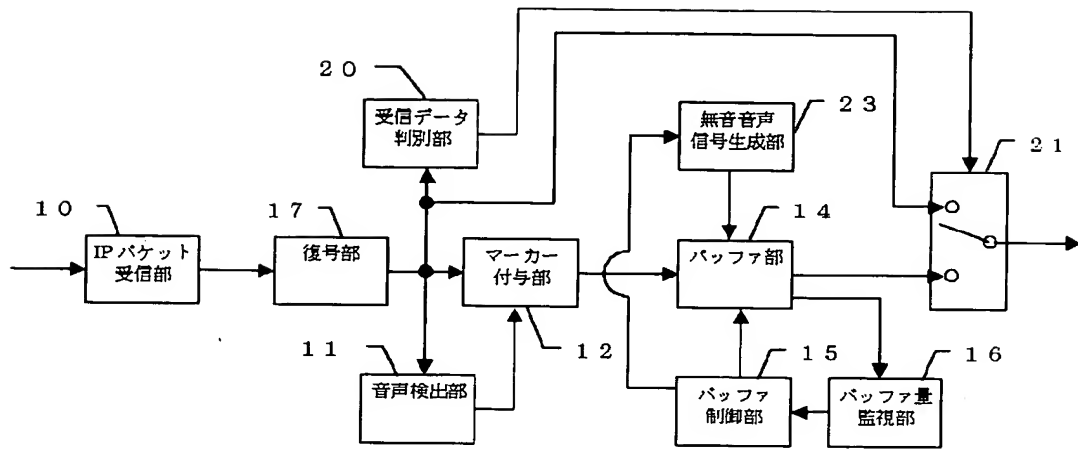 ２０
受信データ
判別部
無音音声
信号生成部
２３
２１
１０
IPパケット
受信部
１７
復号部
マーカー
付与部
１２
１４
バッファ部
１１
音声検出部
１５
バッファ
制御部
１６
バッファ量
監視部